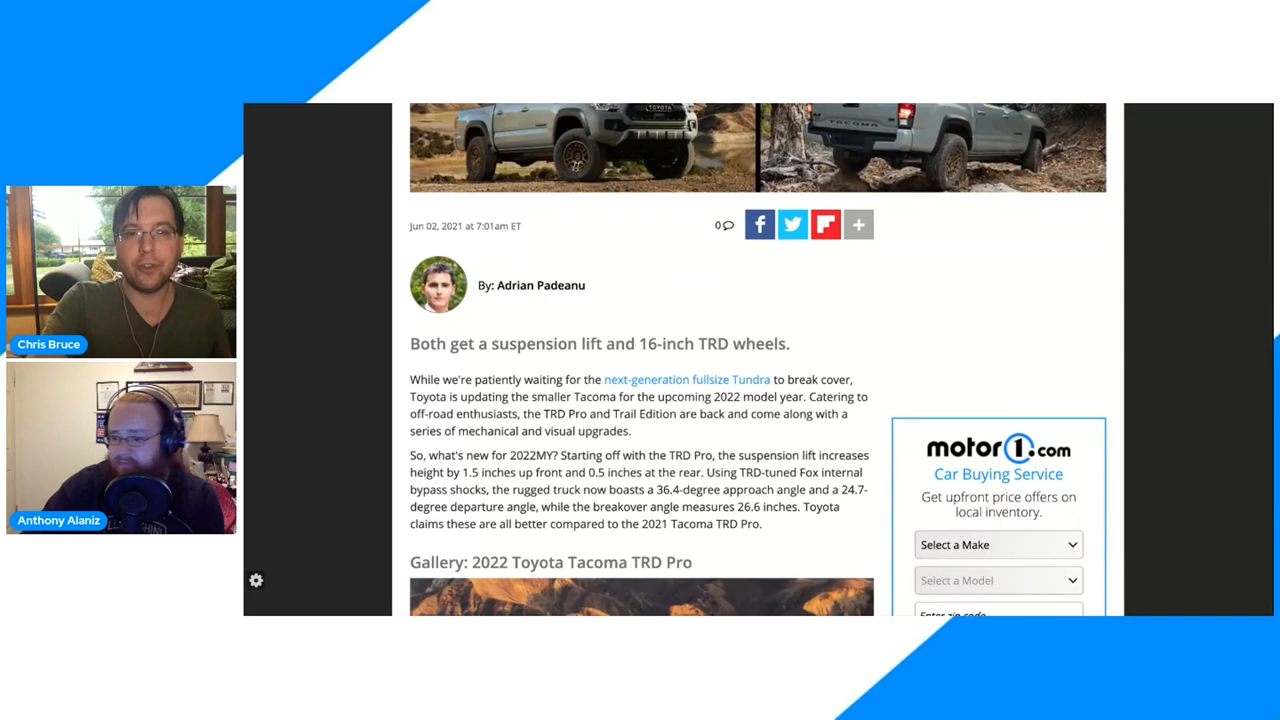 TOYOTA
TACOMA
Jun 02, 2021 at 7:01am ET
0
By: Adrian Padeanu
Both get a suspension lift and 16-inch TRD wheels.
While we're patiently waiting for the next-generation fullsize Tundra to break cover,
Toyota is updating the smaller Tacoma for the upcoming 2022 model year. Catering to
off-road enthusiasts, the TRD Pro and Trail Edition are back and come along with a
series of mechanical and visual upgrades.
So, what's new for 2022MY? Starting off with the TRD Pro, the suspension lift increases
height by 1.5 inches up front and 0.5 inches at the rear. Using TRD-tuned Fox internal
bypass shocks, the rugged truck now boasts a 36.4-degree approach angle and a 24.7-
degree departure angle, while the breakover angle measures 26.6 inches. Toyota
claims these are all better compared to the 2021 Tacoma TRD Pro.
Gallery: 2022 Toyota Tacoma TRD Pro
motor1.com
Car Buying Service
Get upfront price offers on
local inventory.
Select a Make
Select a Model
Enter zip code
Chris Bruce
Anthony Alaniz